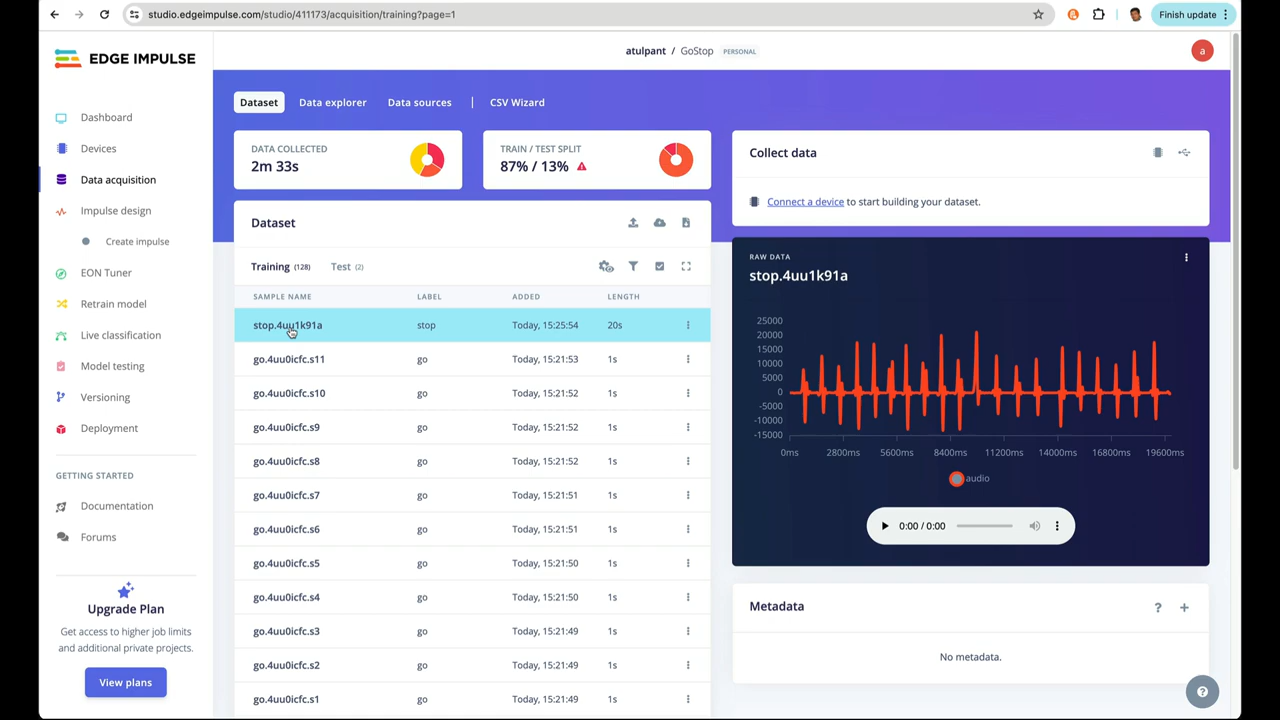 studio.edgeimpulse.com/studio/411173/acquisition/training?page=1
Finish update
EDGE IMPULSE
atulpant / GoStop PERSONAL
a
Dashboard
Devices
Data acquisition
Impulse design
Create impulse
EON Tuner
Retrain model
Live classification
Model testing
Versioning
Deployment
GETTING STARTED
Documentation
Forums
Upgrade Plan
Get access to higher job limits
and additional private projects.
View plans
Dataset Data explorer Data sources | CSV Wizard
DATA COLLECTED
2m 33s
TRAIN / TEST SPLIT
87% / 13%
Dataset
Training (128) Test (2)
SAMPLE NAME LABEL ADDED LENGTH
stop.4uu1k91a stop Today, 15:25:54 20s
go.4uu0icfc.s11 go Today, 15:21:53 1s
go.4uu0icfc.s10 go Today, 15:21:52 1s
go.4uu0icfc.s9 go Today, 15:21:52 1s
go.4uu0icfc.s8 go Today, 15:21:52 1s
go.4uu0icfc.s7 go Today, 15:21:51 1s
go.4uu0icfc.s6 go Today, 15:21:51 1s
go.4uu0icfc.s5 go Today, 15:21:50 1s
go.4uu0icfc.s4 go Today, 15:21:50 1s
go.4uu0icfc.s3 go Today, 15:21:49 1s
go.4uu0icfc.s2 go Today, 15:21:49 1s
go.4uu0icfc.s1 go Today, 15:21:49 1s
Collect data
Connect a device to start building your dataset.
RAW DATA
stop.4uu1k91a
25000
20000
15000
10000
5000
0
-5000
-10000
-15000
0ms 2800ms 5600ms 8400ms 11200ms 14000ms 16800ms 19600ms
audio
0:00 / 0:00
Metadata
?
+
No metadata.
?